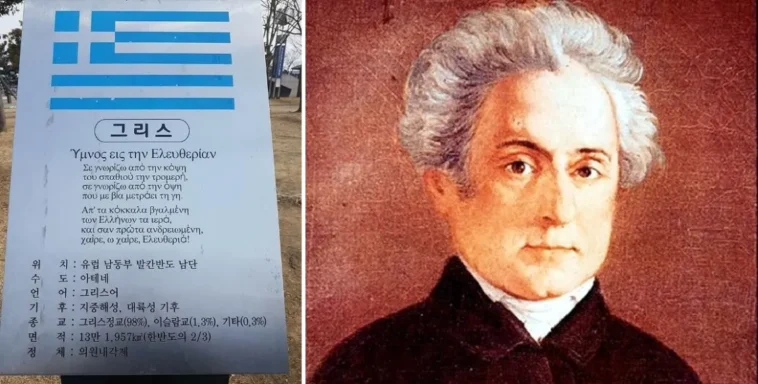 그리스
Ὕμνος εις την Ελευθερίαν
Σε γνωρίζω από την κόψη
του σπαθιού την τρομερή,
σε γνωρίζω από την όψη
που με βία μετράει τη γη.
Απ' τα κόκκαλα βγαλμένη
των Ελλήνων τα ιερά,
και σαν πρώτα ανδρειωμένη,
χαίρε, ω χαίρε, Ελευθεριά!
위 치 : 유럽 남동부 발칸반도 남단
수 도 : 아테네
언 어 : 그리스어
기 후 : 지중해성, 대륙성 기후
종 교 : 그리스정교(98%), 이슬람교(1.3%), 기타(0.3%)
면 적 : 13만 1,957㎢(한반도의 2/3)
정 체 : 의원내각제